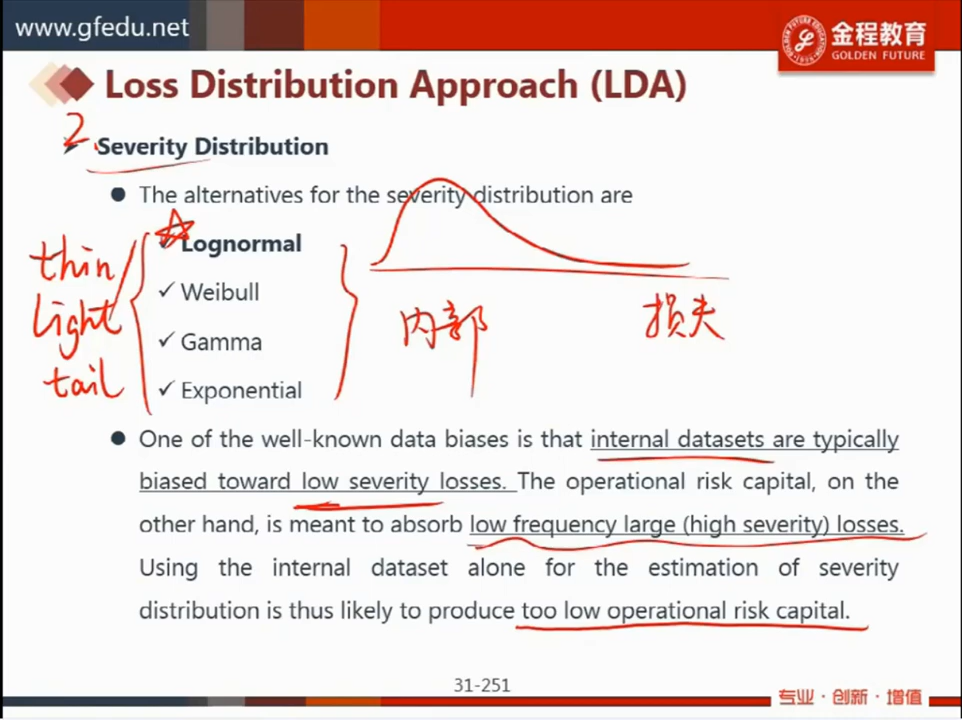 www.gfedu.net
金程教育
GOLDEN FUTURE
Loss Distribution Approach (LDA)
2.
Severity Distribution
The alternatives for the severity distribution are
Lognormal
Weibull
Gamma
Exponential
thin/
light
tail
内部
损失
One of the well-known data biases is that internal datasets are typically
biased toward low severity losses. The operational risk capital, on the
other hand, is meant to absorb low frequency large (high severity) losses.
Using the internal dataset alone for the estimation of severity
distribution is thus likely to produce too low operational risk capital.
31-251
专业·创新·增值